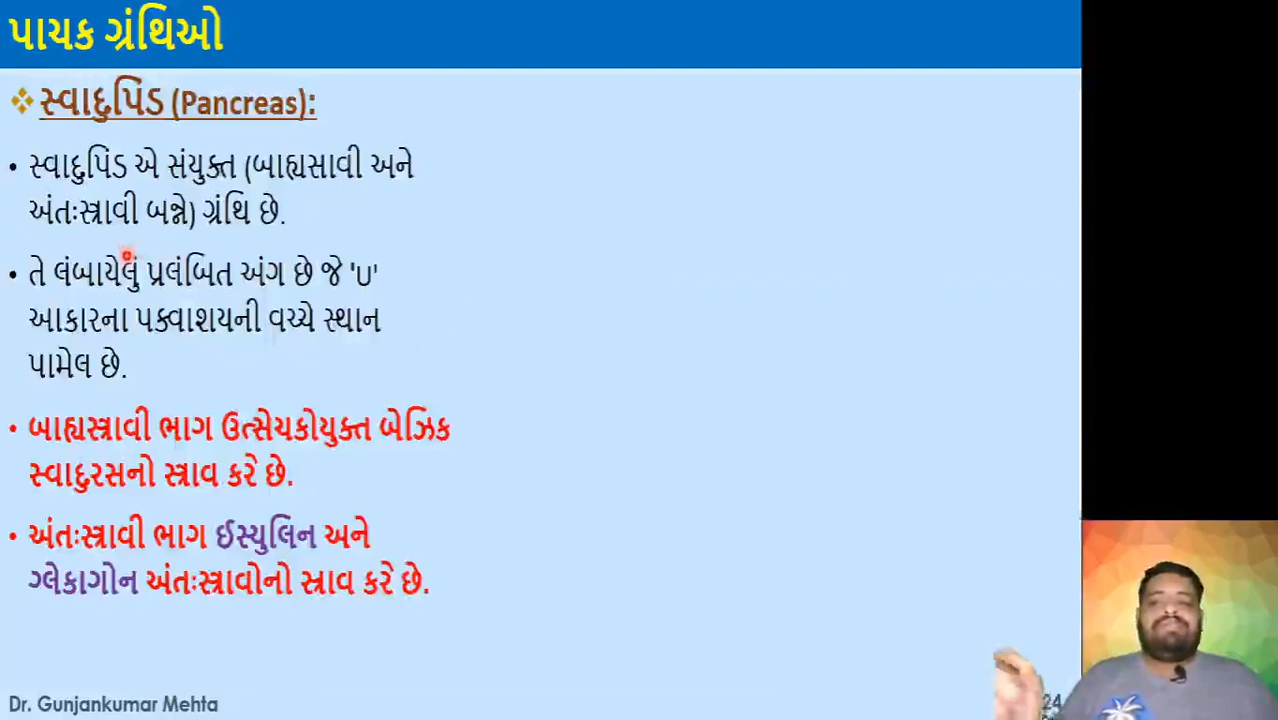 પાચક ગ્રંથિઓ
❖ સ્વાદુપિંડ (Pancreas):
• સ્વાદુપિંડ એ સંયુક્ત (બાહ્યસાવી અને
અંતઃસ્ત્રાવી બન્ને) ગ્રંથિ છે.
• તે લંબાયેલું પ્રલંબિત અંગ છે જે 'U'
આકારના પક્વાશયની વચ્ચે સ્થાન
પામેલ છે.
• બાહ્યસ્ત્રાવી ભાગ ઉત્સેચકોયુક્ત બેઝિક
સ્વાદુરસનો સ્ત્રાવ કરે છે.
• અંતઃસ્ત્રાવી ભાગ ઈસ્યુલિન અને
ગ્લેકાગોન અંતઃસ્ત્રાવોનો સ્રાવ કરે છે.
Dr. Gunjankumar Mehta